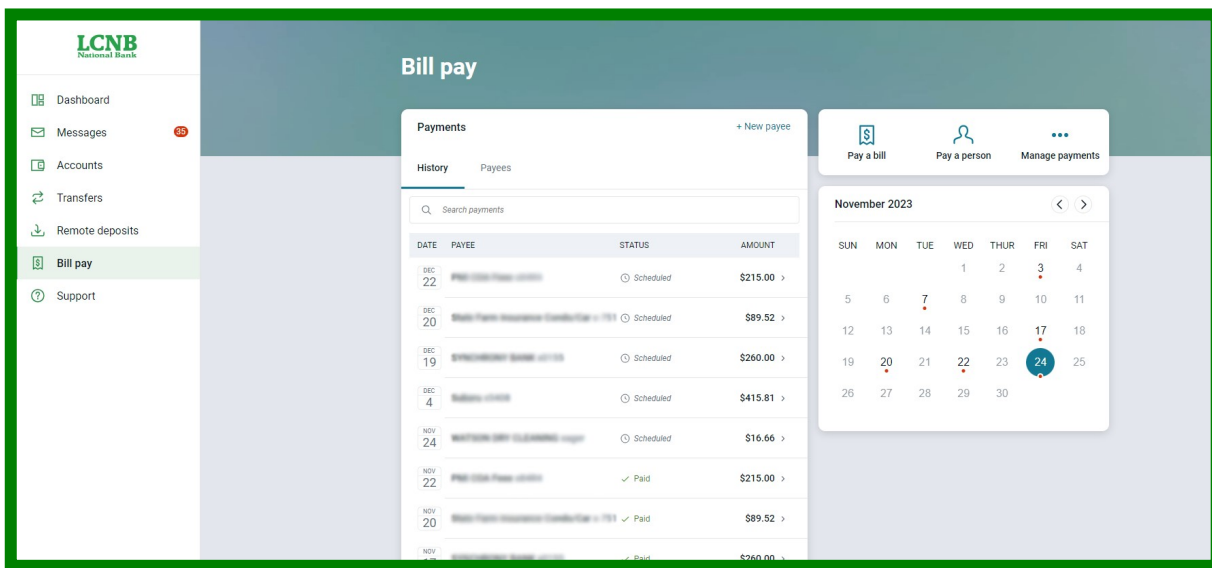 LCNB
National Bank
Dashboard
Messages 35
Accounts
Transfers
Remote deposits
Bill pay
Support
Bill pay
Payments + New payee
History Payees
Search payments
DATE PAYEE STATUS AMOUNT
DEC 22 Scheduled $215.00 >
DEC 20 Scheduled $89.52 >
DEC 19 Scheduled $260.00 >
DEC 4 Scheduled $415.81 >
NOV 24 Scheduled $16.66 >
NOV 22 Paid $215.00 >
NOV 20 Paid $89.52 >
NOV Paid $260.00 >
Pay a bill Pay a person Manage payments
November 2023 < >
SUN MON TUE WED THUR FRI SAT
1 2 3 4
5 6 7 8 9 10 11
12 13 14 15 16 17 18
19 20 21 22 23 24 25
26 27 28 29 30